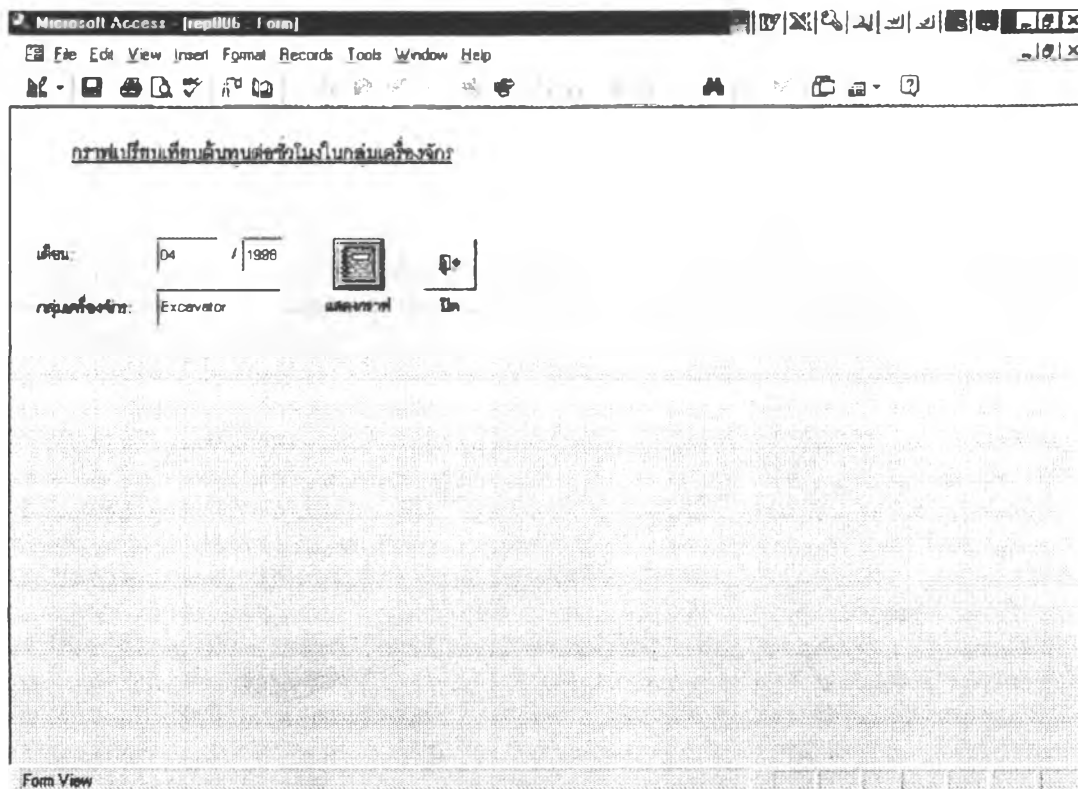 Microsoft Access - [rep006 : Form]
File Edit View Insert Format Records Tools Window Help
กราฟเปรียบเทียบต้นทุนต่อชั่วโมงในกลุ่มเครื่องจักร
เดือน: 04 / 1998
กลุ่มเครื่องจักร: Excavator แสดงกราฟ ปิด
Form View